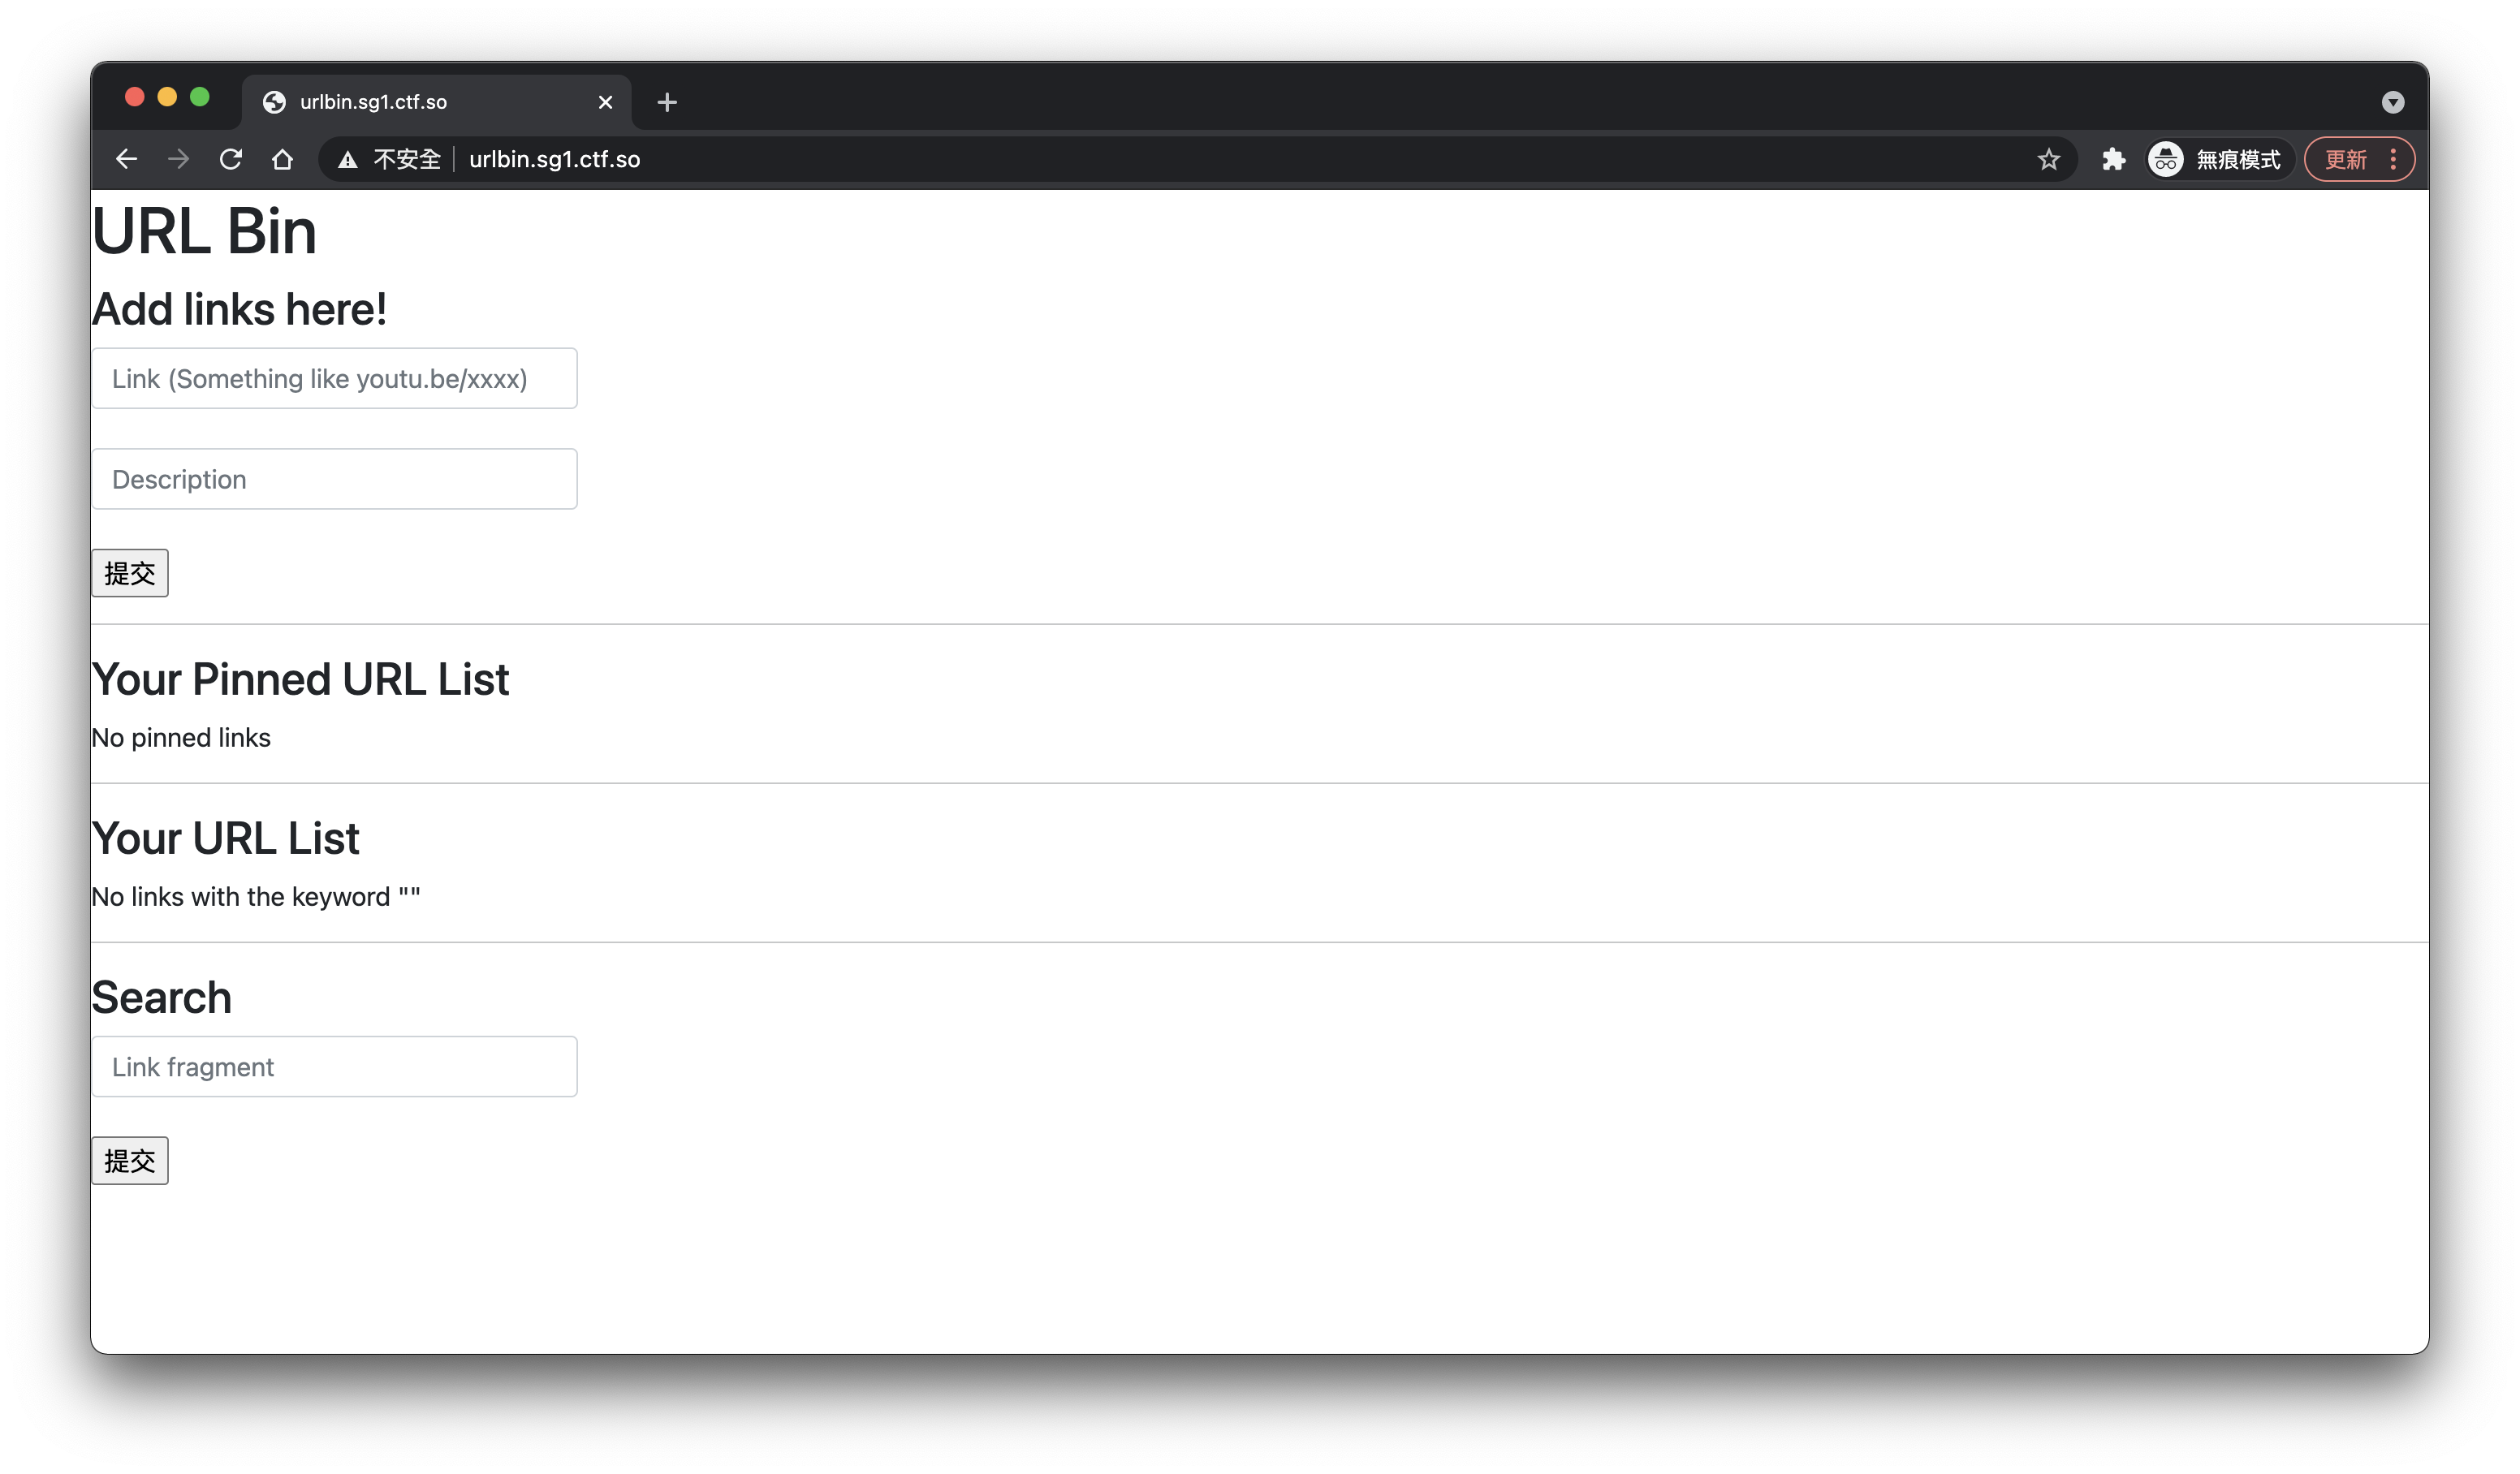 urlbin.sg1.ctf.so
不安全 urlbin.sg1.ctf.so 無痕模式 更新
URL Bin
Add links here!
Link (Something like youtu.be/xxxx)
Description
提交
Your Pinned URL List
No pinned links
Your URL List
No links with the keyword ""
Search
Link fragment
提交